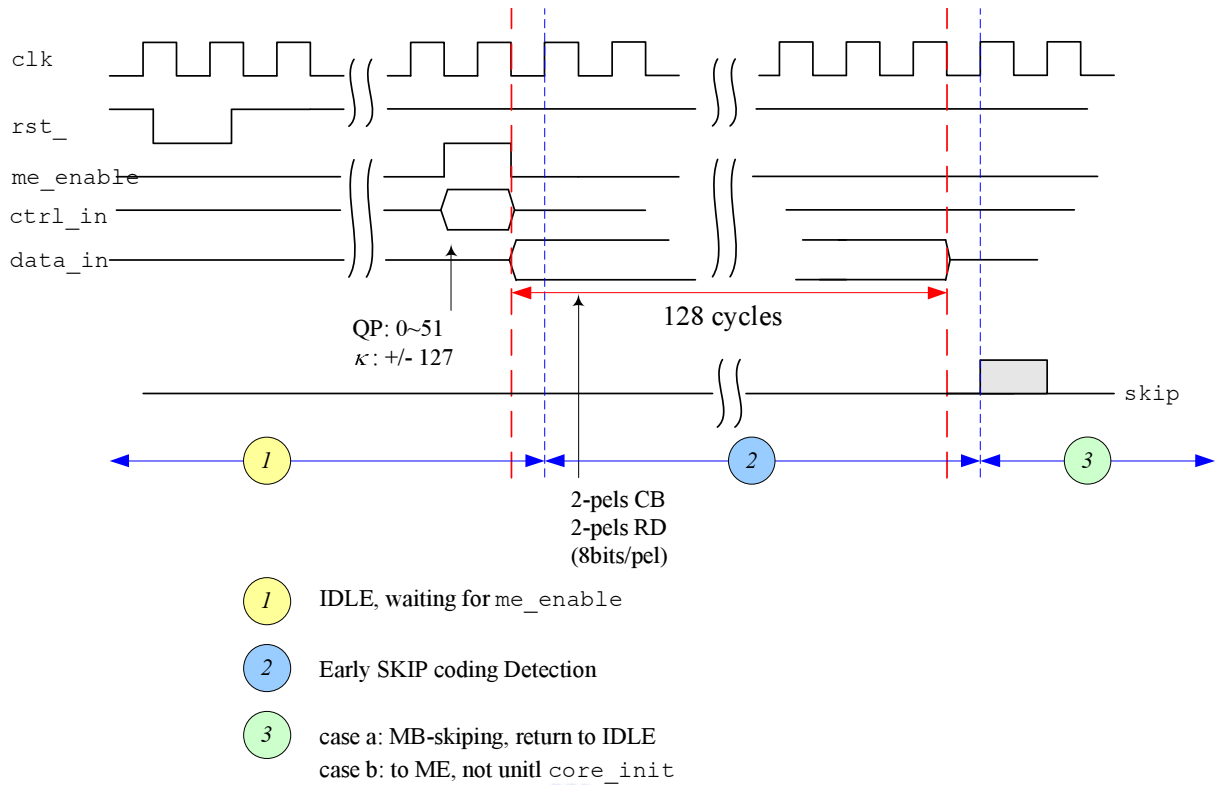 clk
rst_
me_enable
ctrl_in
data_in
128 cycles
QP: 0~51
κ: +/- 127
skip
1
2
3
2-pels CB
2-pels RD
(8bits/pel)
1 IDLE, waiting for me_enable
2 Early SKIP coding Detection
3 case a: MB-skiping, return to IDLE
case b: to ME, not unitl core_init